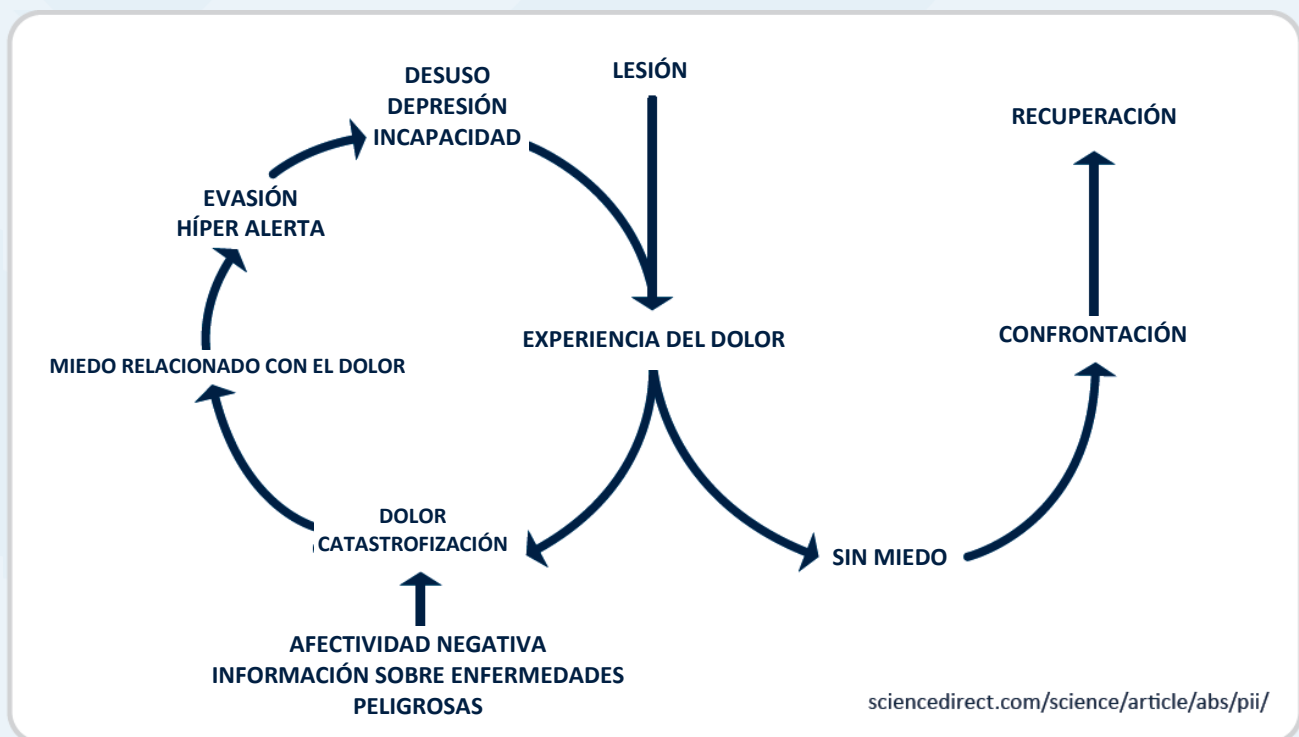 DESUSO
DEPRESIÓN
INCAPACIDAD
LESIÓN
RECUPERACIÓN
EVASIÓN
HÍPER ALERTA
EXPERIENCIA DEL DOLOR
CONFRONTACIÓN
MIEDO RELACIONADO CON EL DOLOR
DOLOR
CATASTROFIZACIÓN
SIN MIEDO
AFECTIVIDAD NEGATIVA
INFORMACIÓN SOBRE ENFERMEDADES
PELIGROSAS
sciencedirect.com/science/article/abs/pii/